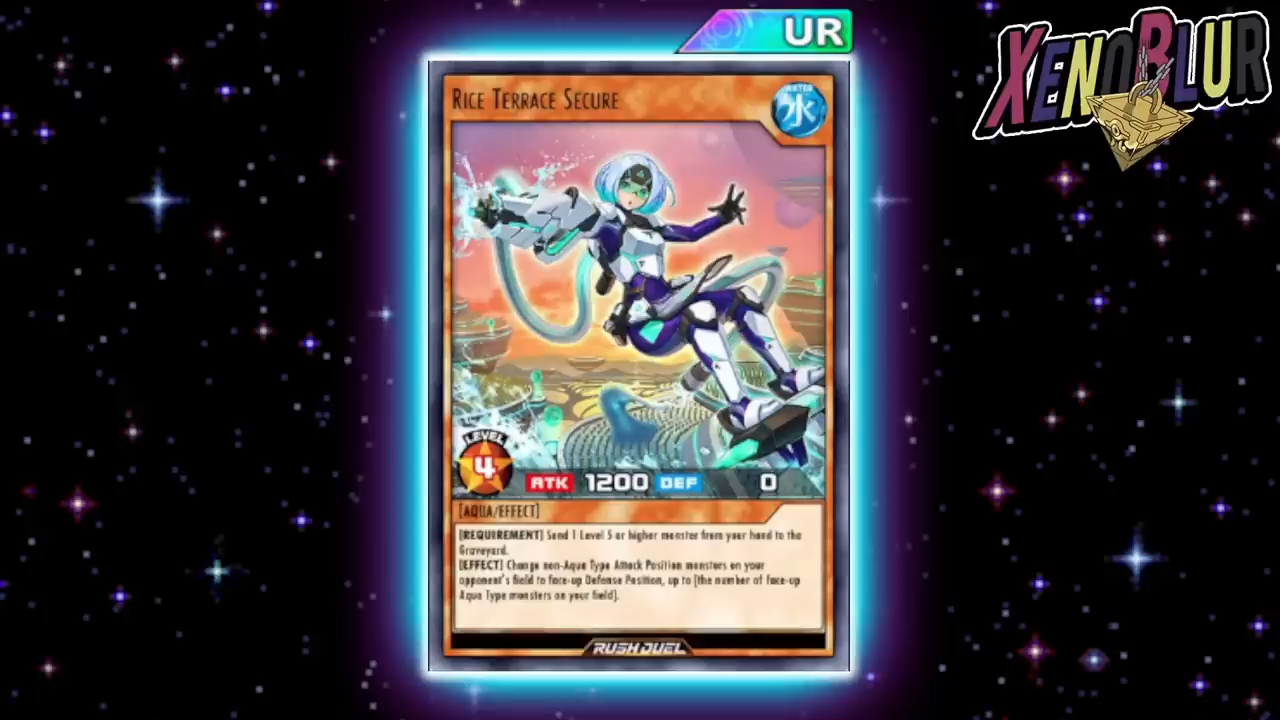 UR
XENOBLUR
RICE TERRACE SECURE
WATER
水
LEVEL
4
ATK 1200 DEF 0
[AQUA/EFFECT]
[REQUIREMENT] Send 1 Level 5 or higher monster from your hand to the
Graveyard.
[EFFECT] Change non-Aqua Type Attack Position monsters on your
opponent's field to face-up Defense Position, up to [the number of face-up
Aqua Type monsters on your field].
RUSH DUEL